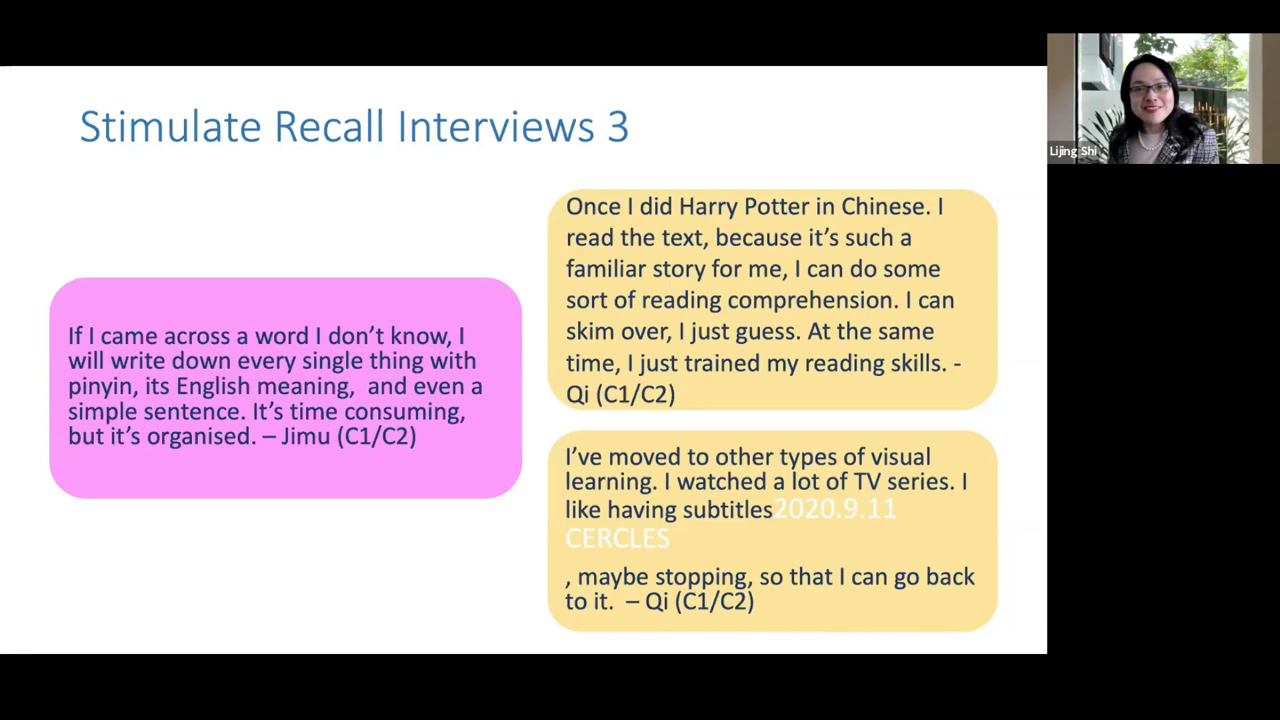 Stimulate Recall Interviews 3
If I came across a word I don't know, I
will write down every single thing with
pinyin, its English meaning,  and even a
simple sentence. It's time consuming,
but it's organised. – Jimu (C1/C2)
Once I did Harry Potter in Chinese. I
read the text, because it's such a
familiar story for me, I can do some
sort of reading comprehension. I can
skim over, I just guess. At the same
time, I just trained my reading skills. -
Qi (C1/C2)
I've moved to other types of visual
learning. I watched a lot of TV series. I
like having subtitles2020.9.11
CERCLES
, maybe stopping, so that I can go back
to it.  – Qi (C1/C2)
Lijing Shi